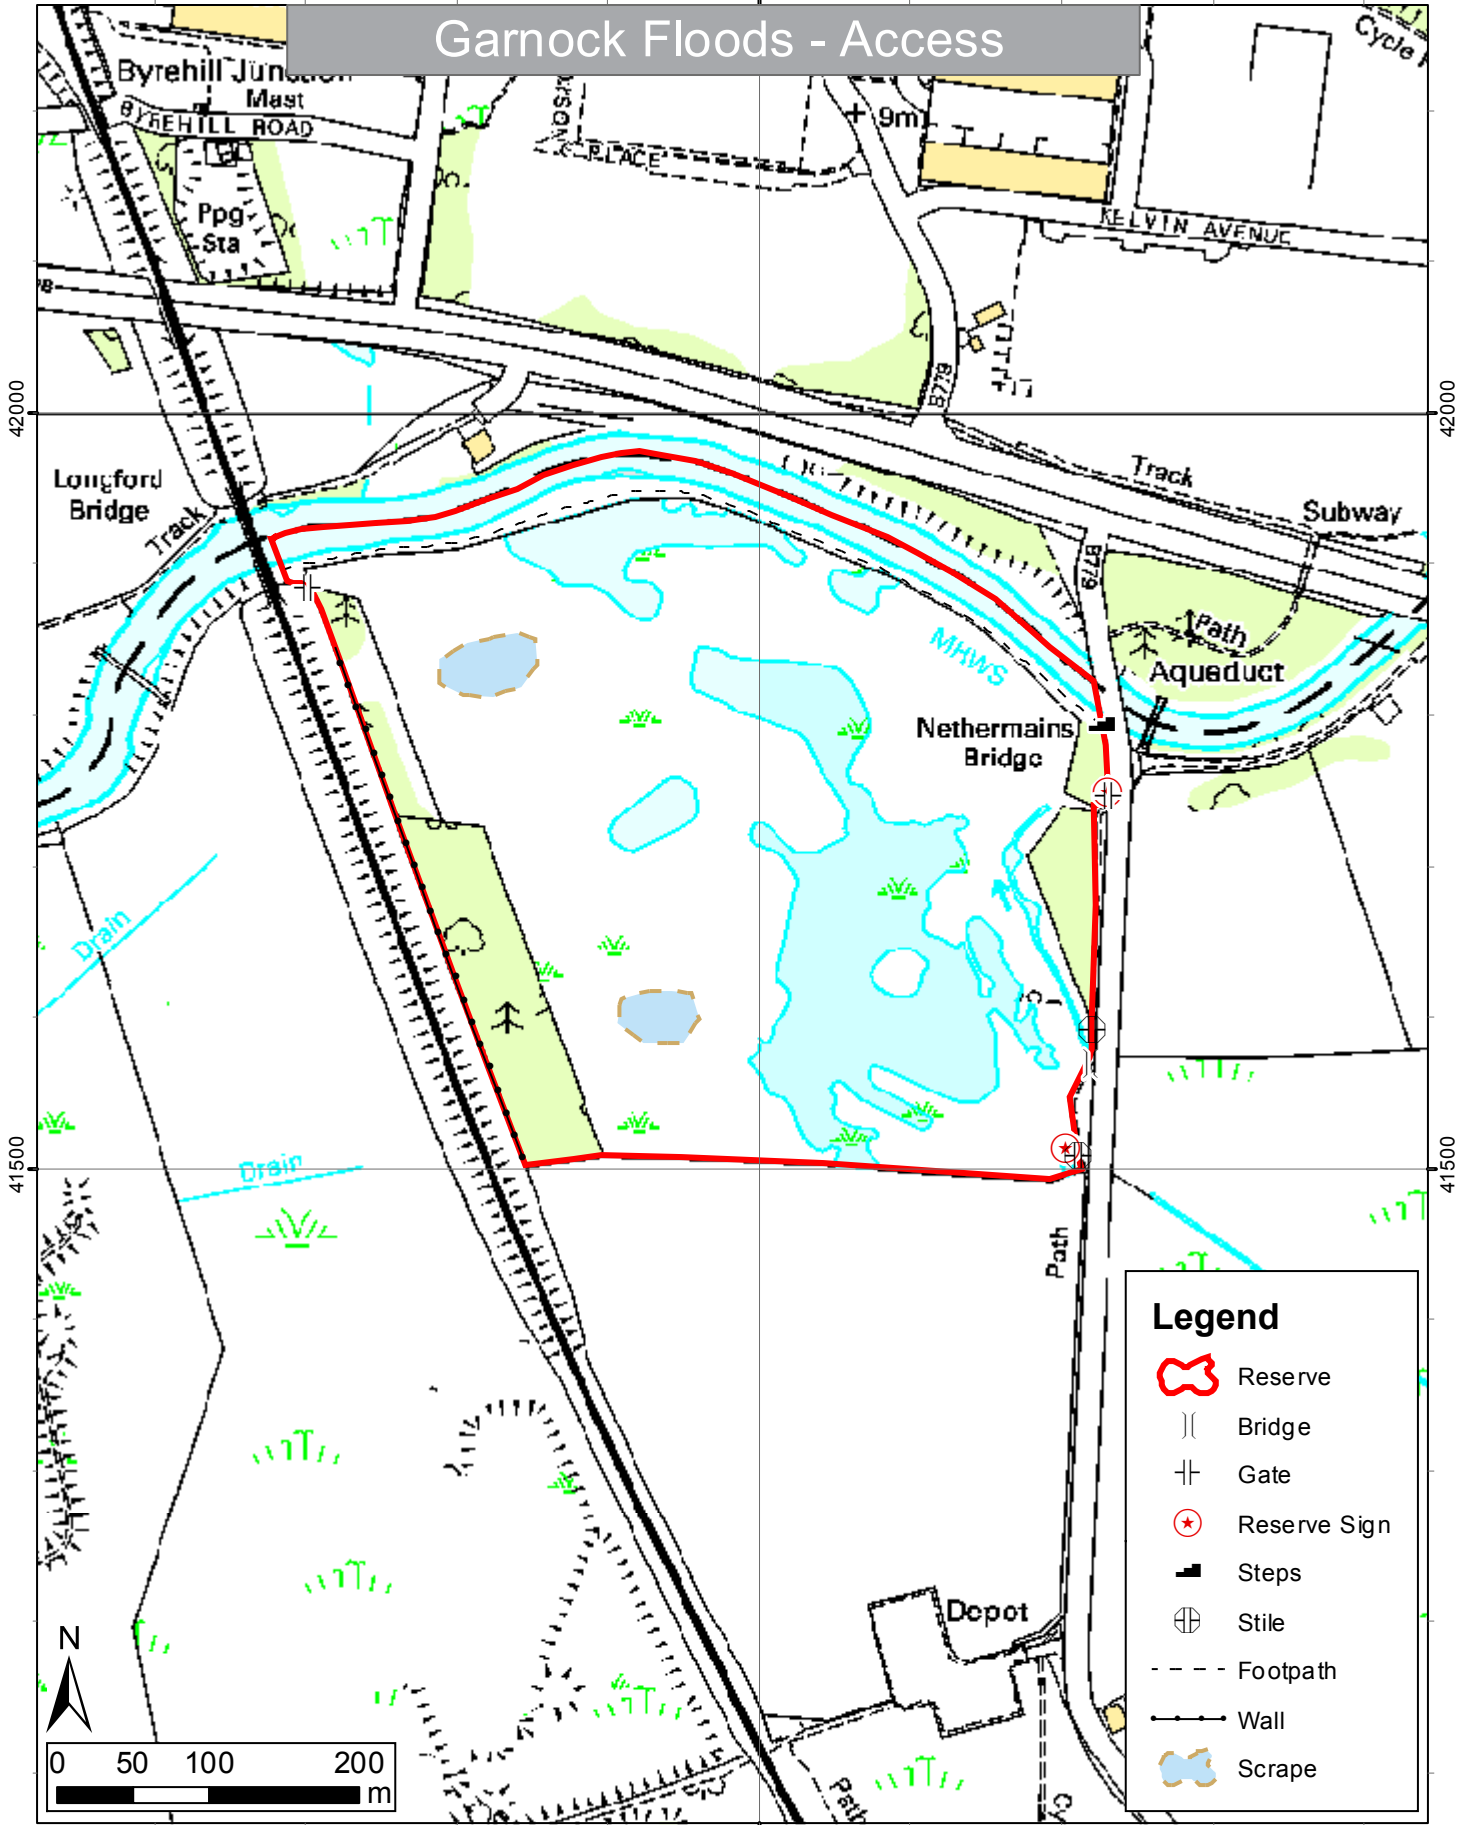 Garnock Floods - Access
Byrehill Junction
Mast
BYREHILL ROAD
PLACE
9m
Cycle
Ppg
Sta
KELVIN AVENUE
B779
42000
42000
Longford
Bridge
Track
Track
Subway
B779
Path
Aqueduct
MHWS
Nethermains
Bridge
Drain
Drain
41500
41500
Path
Depot
Path
Cy
Legend
Reserve
Bridge
Gate
Reserve Sign
Steps
Stile
Footpath
Wall
Scrape
N
0 50 100 200
m